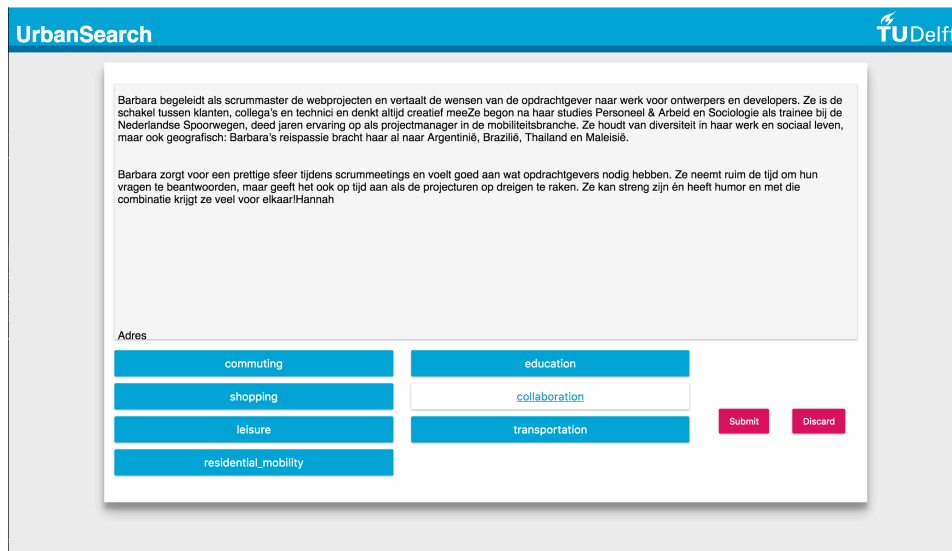 UrbanSearch
TUDelft
Barbara begeleidt als scrummaster de webprojecten en vertaalt de wensen van de opdrachtgever naar werk voor ontwerpers en developers. Ze is de
schakel tussen klanten, collega's en technici en denkt altijd creatief meeZe begon na haar studies Personeel & Arbeid en Sociologie als trainee bij de
Nederlandse Spoorwegen, deed jaren ervaring op als projectmanager in de mobiliteitsbranche. Ze houdt van diversiteit in haar werk en sociaal leven,
maar ook geografisch: Barbara's reispassie bracht haar al naar Argentinië, Brazilië, Thailand en Maleisië.
Barbara zorgt voor een prettige sfeer tijdens scrummeetings en voelt goed aan wat opdrachtgevers nodig hebben. Ze neemt ruim de tijd om hun
vragen te beantwoorden, maar geeft het ook op tijd aan als de projecturen op dreigen te raken. Ze kan streng zijn én heeft humor en met die
combinatie krijgt ze veel voor elkaar!Hannah
Adres
commuting
education
shopping
collaboration
leisure
transportation
residential_mobility
Submit
Discard